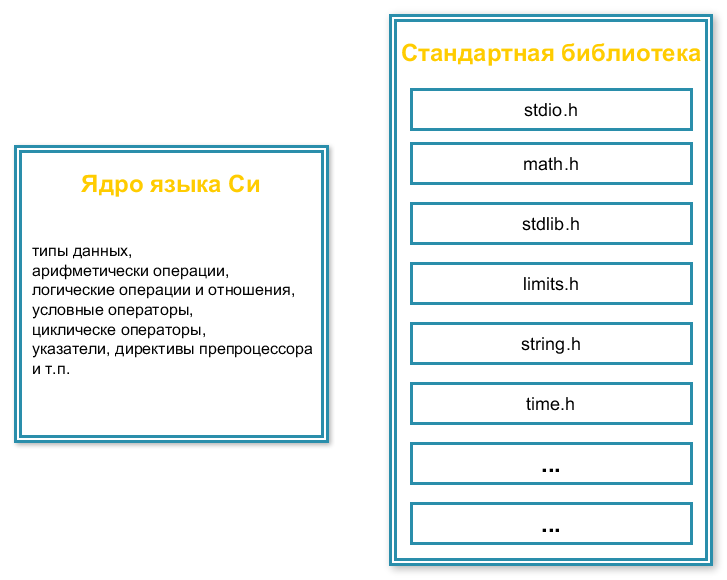 Стандартная библиотека
stdio.h
math.h
stdlib.h
limits.h
string.h
time.h
...
...
Ядро языка Си
типы данных,
арифметически операции,
логические операции и отношения,
условные операторы,
циклическе операторы,
указатели, директивы препроцессора
и т.п.